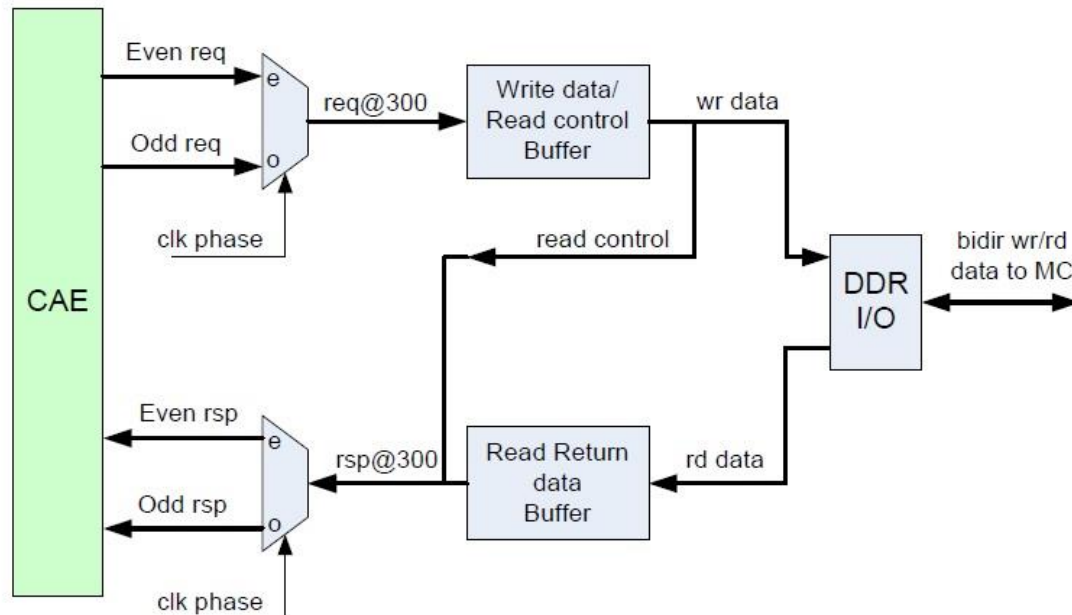 Even req
e
req@300
Write data/
Read control
Buffer
wr data
Odd req
o
clk phase
read control
bidir wr/rd
data to MC
CAE
DDR
I/O
Even rsp
e
rsp@300
Read Return
data
Buffer
rd data
Odd rsp
o
clk phase